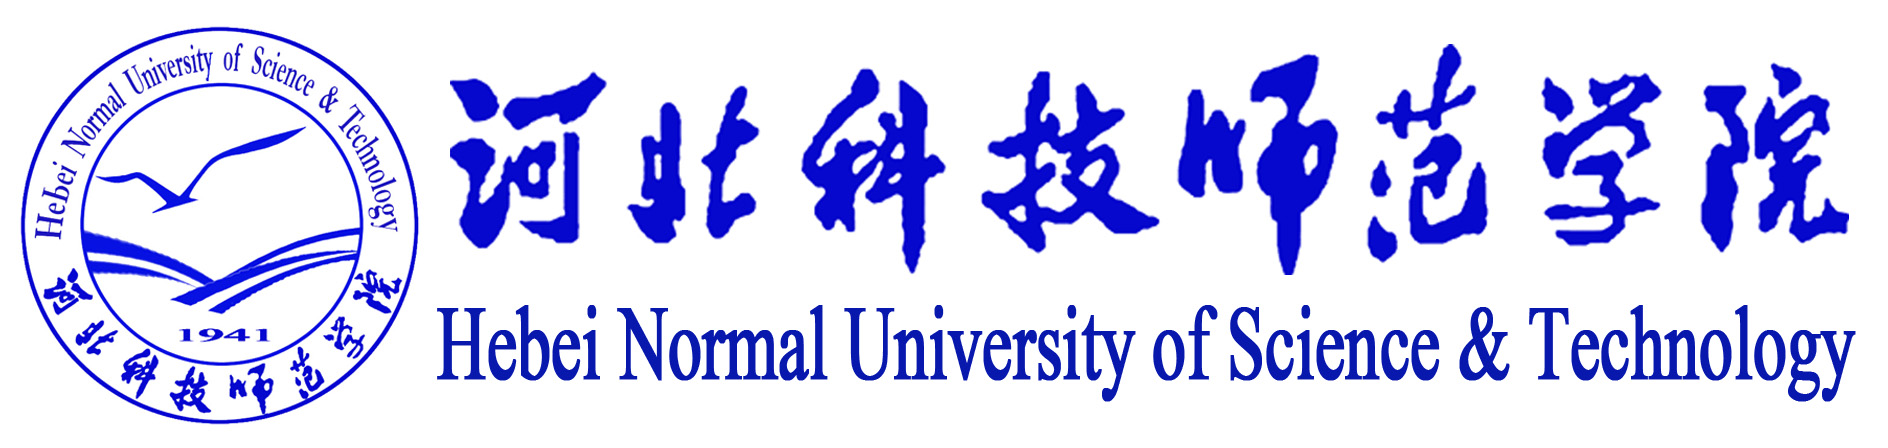 Hebei Normal University of Science & Technology
1941
河北科技师范学院
河北科技师范学院
Hebei Normal University of Science & Technology